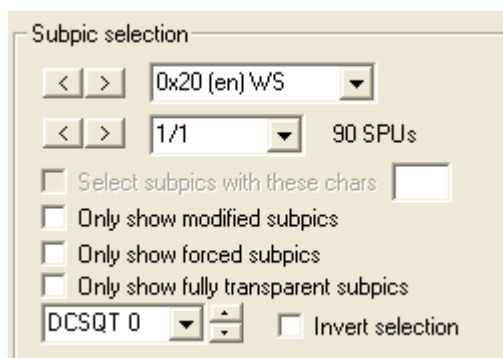 Subpic selection
< > 0x20 (en) WS
< > 1/1 90 SPUs
Select subpics with these chars
Only show modified subpics
Only show forced subpics
Only show fully transparent subpics
DCSQT 0 Invert selection